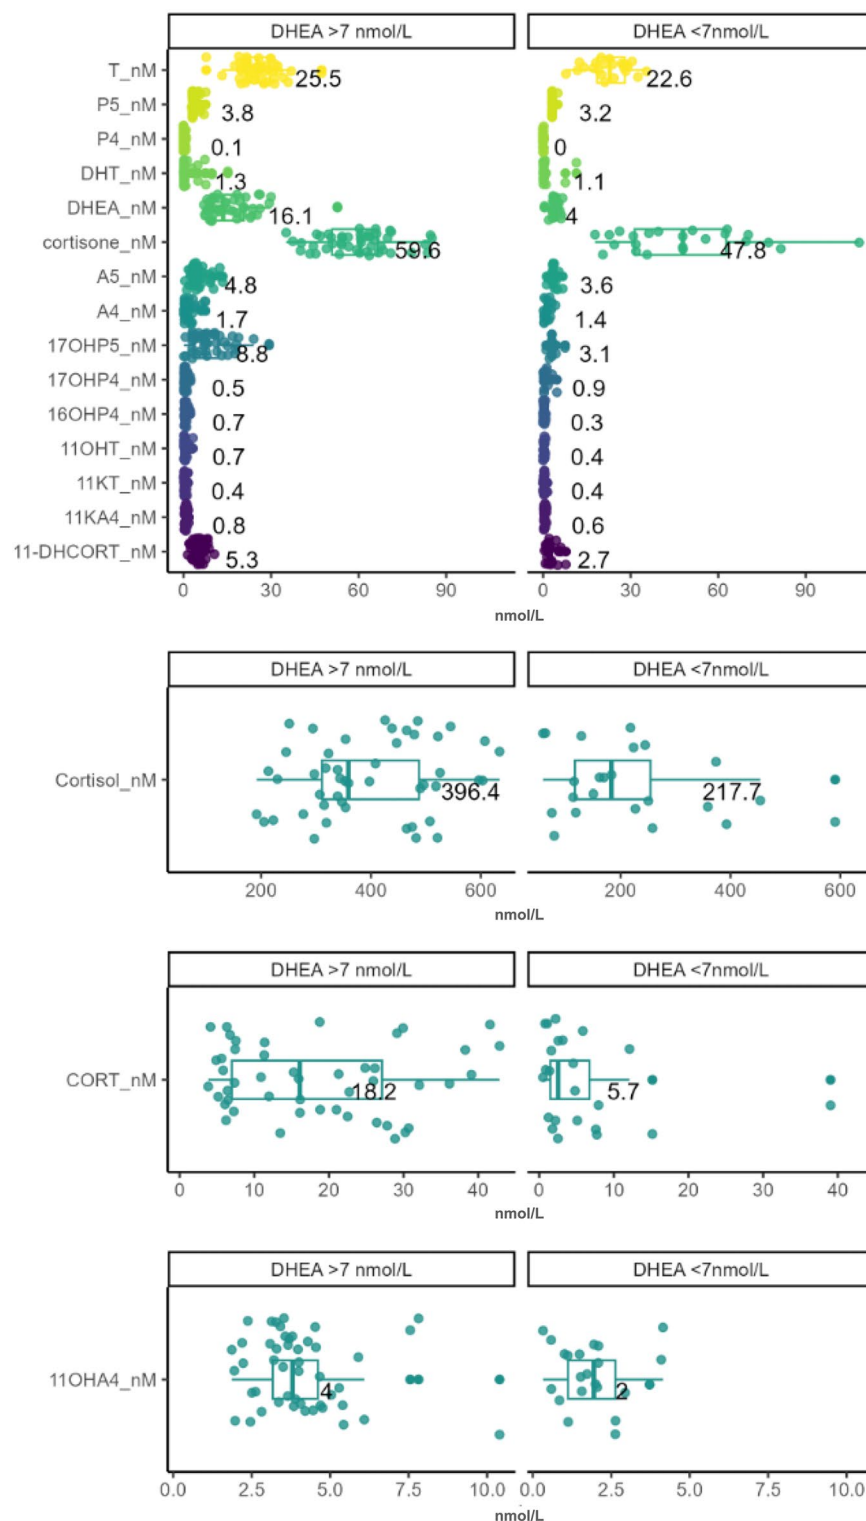 DHEA >7 nmol/L DHEA <7nmol/L
T_nM 25.5 22.6
P5_nM 3.8 3.2
P4_nM 0.1 0
DHT_nM 1.3 1.1
DHEA_nM 16.1 4
cortisone_nM 59.6 47.8
A5_nM 4.8 3.6
A4_nM 1.7 1.4
17OHP5_nM 8.8 3.1
17OHP4_nM 0.5 0.9
16OHP4_nM 0.7 0.3
11OHT_nM 0.7 0.4
11KT_nM 0.4 0.4
11KA4_nM 0.8 0.6
11-DHCORT_nM 5.3 2.7
0 30 60 90 0 30 60 90
nmol/L
DHEA >7 nmol/L DHEA <7nmol/L
Cortisol_nM 396.4 217.7
200 400 600 200 400 600
nmol/L
DHEA >7 nmol/L DHEA <7nmol/L
CORT_nM 18.2 5.7
0 10 20 30 40 0 10 20 30 40
nmol/L
DHEA >7 nmol/L DHEA <7nmol/L
11OHA4_nM 4 2
0.0 2.5 5.0 7.5 10.0 0.0 2.5 5.0 7.5 10.0
nmol/L